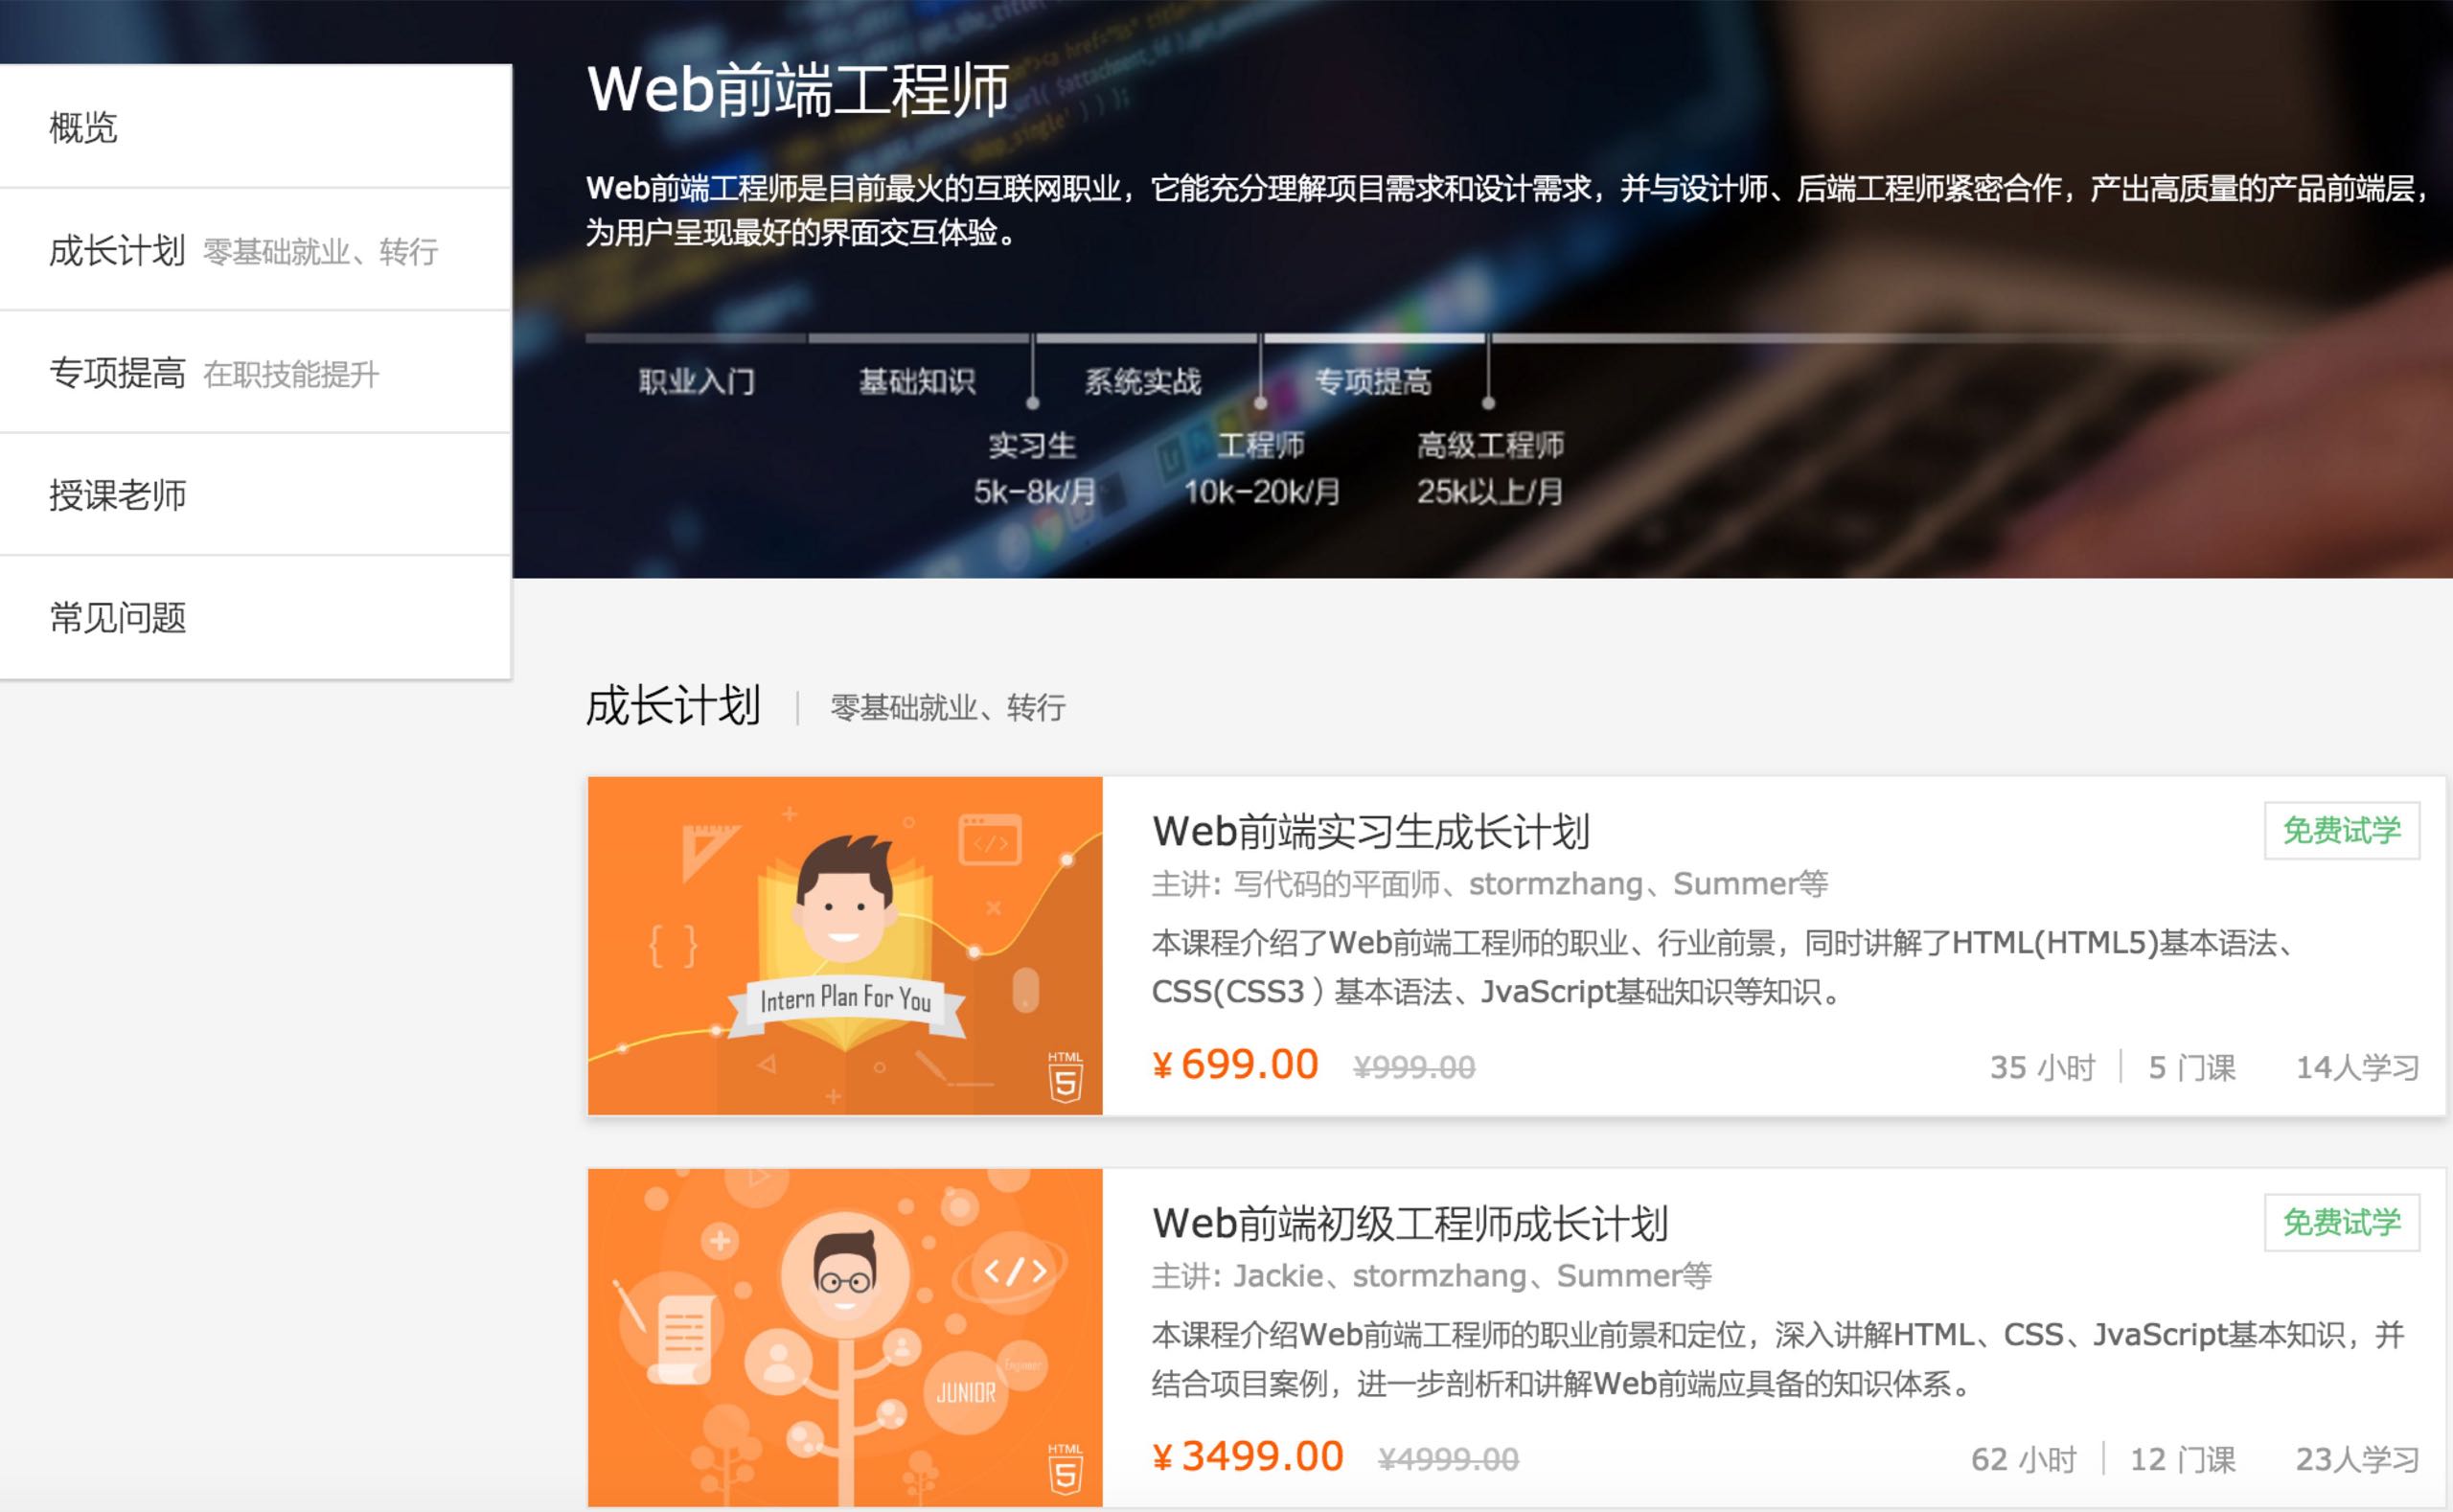 概览
成长计划 零基础就业、转行
专项提高 在职技能提升
授课老师
常见问题
Web前端工程师
Web前端工程师是目前最火的互联网职业，它能充分理解项目需求和设计需求，并与设计师、后端工程师紧密合作，产出高质量的产品前端层，
为用户呈现最好的界面交互体验。
职业入门 基础知识 系统实战 专项提高
实习生 工程师 高级工程师
5k-8k/月 10k-20k/月 25k以上/月
成长计划 | 零基础就业、转行
Intern Plan For You
HTML
5
Web前端实习生成长计划
免费试学
主讲: 写代码的平面师、stormzhang、Summer等
本课程介绍了Web前端工程师的职业、行业前景，同时讲解了HTML(HTML5)基本语法、
CSS(CSS3 ) 基本语法、JvaScript基础知识等知识。
¥ 699.00 ¥999.00 35 小时 | 5 门课 14人学习
</>
JUNIOR
Engineer
HTML
5
Web前端初级工程师成长计划
免费试学
主讲: Jackie、stormzhang、Summer等
本课程介绍Web前端工程师的职业前景和定位，深入讲解HTML、CSS、JvaScript基本知识，并
结合项目案例，进一步剖析和讲解Web前端应具备的知识体系。
¥ 3499.00 ¥4999.00 62 小时 | 12 门课 23人学习